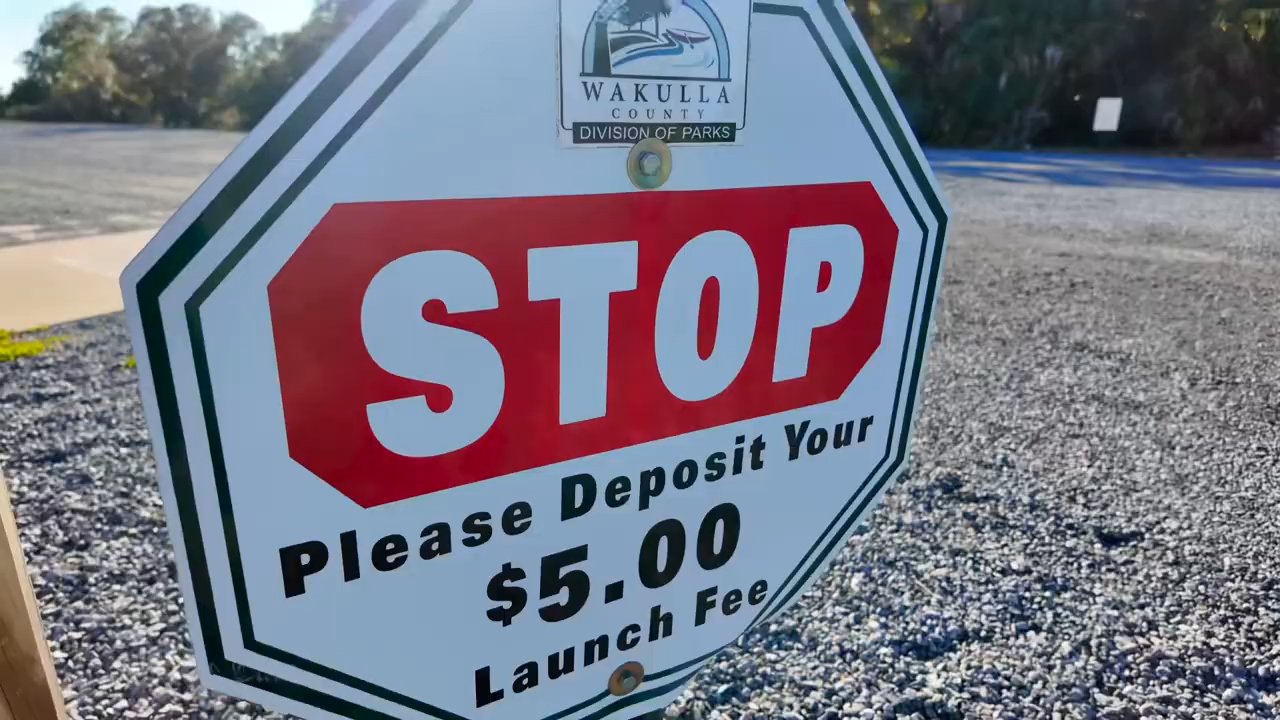 WAKULLA
COUNTY
DIVISION OF PARKS
STOP
Please Deposit Your
$5.00
Launch Fee